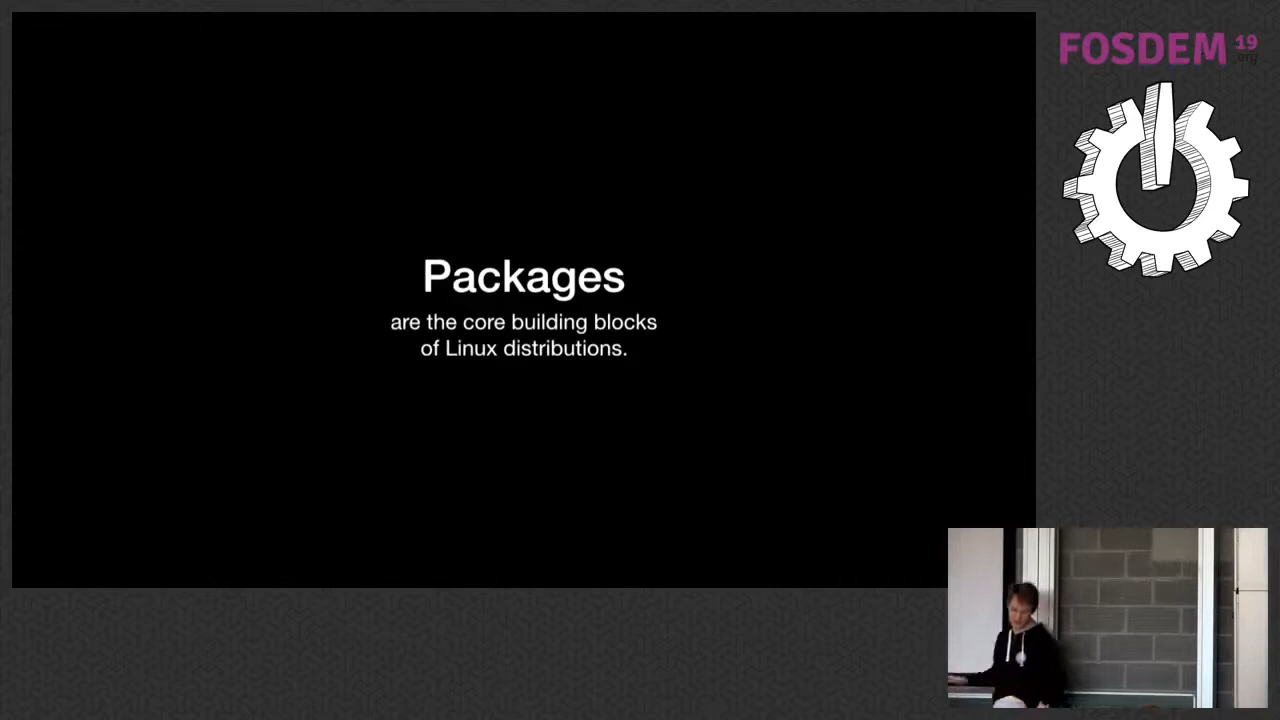 Packages
are the core building blocks
of Linux distributions.
FOSDEM 19
.org